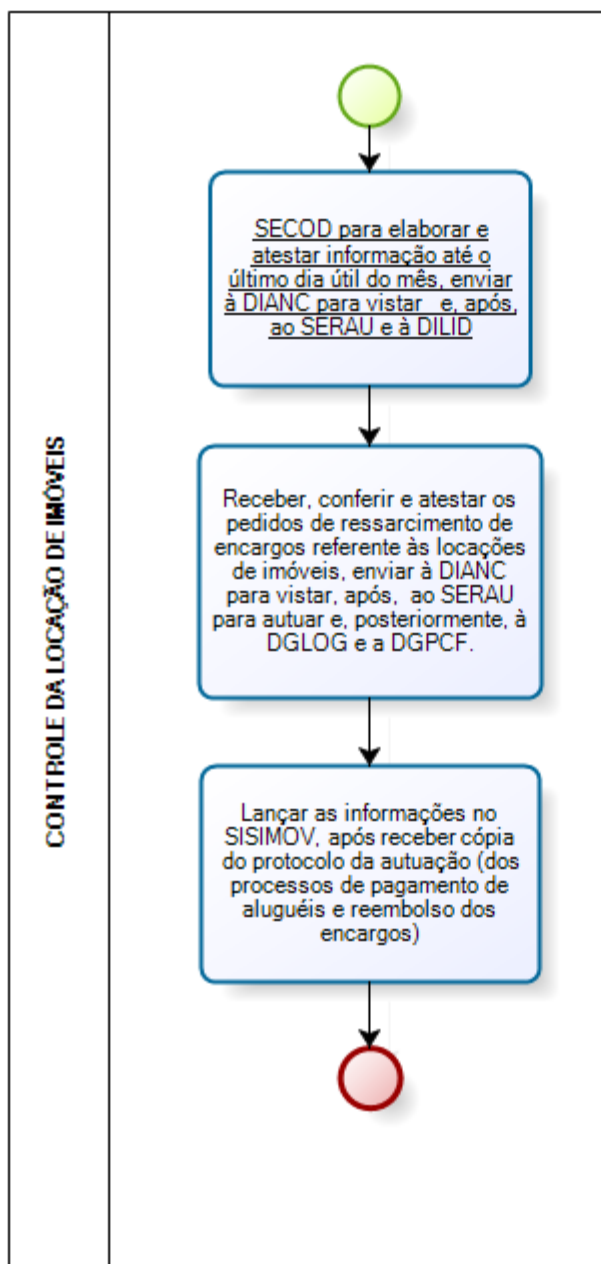 CONTROLE DA LOCAÇÃO DE IMÓVEIS
SECOD para elaborar e
atestar informação até o
último dia útil do mês, enviar
à DIANC para vistar e, após,
ao SERAU e à DILID
Receber, conferir e atestar os
pedidos de ressarcimento de
encargos referente às locações
de imóveis, enviar à DIANC
para vistar, após, ao SERAU
para autuar e, posteriormente, à
DGLOG e a DGPCF.
Lançar as informações no
SISIMOV, após receber cópia
do protocolo da autuação (dos
processos de pagamento de
aluguéis e reembolso dos
encargos)